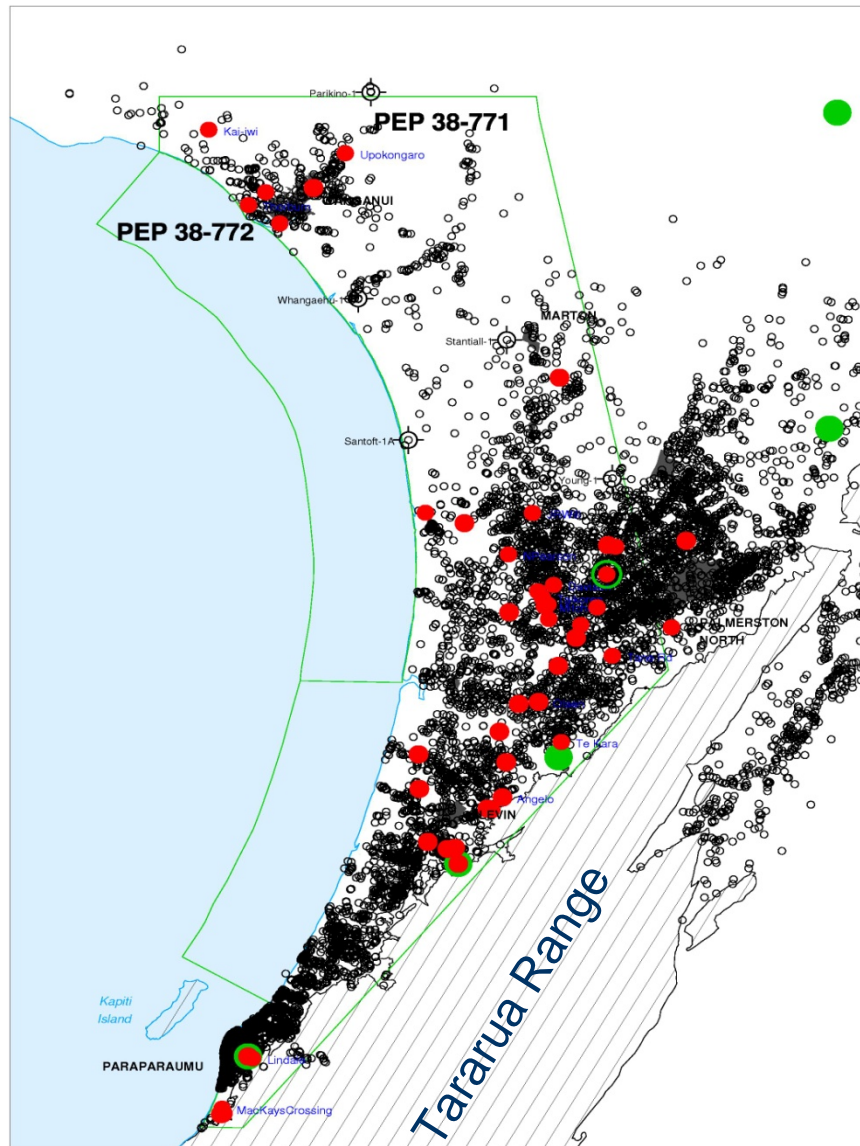 Parikino-1
PEP 38-771
Kai-iwi
Upokongaro
PEP 38-772
Whangaehu-1
MARTON
Stantiall-1
Santoft-1A
Young-1
PALMERSTON
NORTH
Te Kara
Angelo
LEVIN
Tararua Range
Kapiti
Island
PARAPARAUMU
MacKaysCrossing